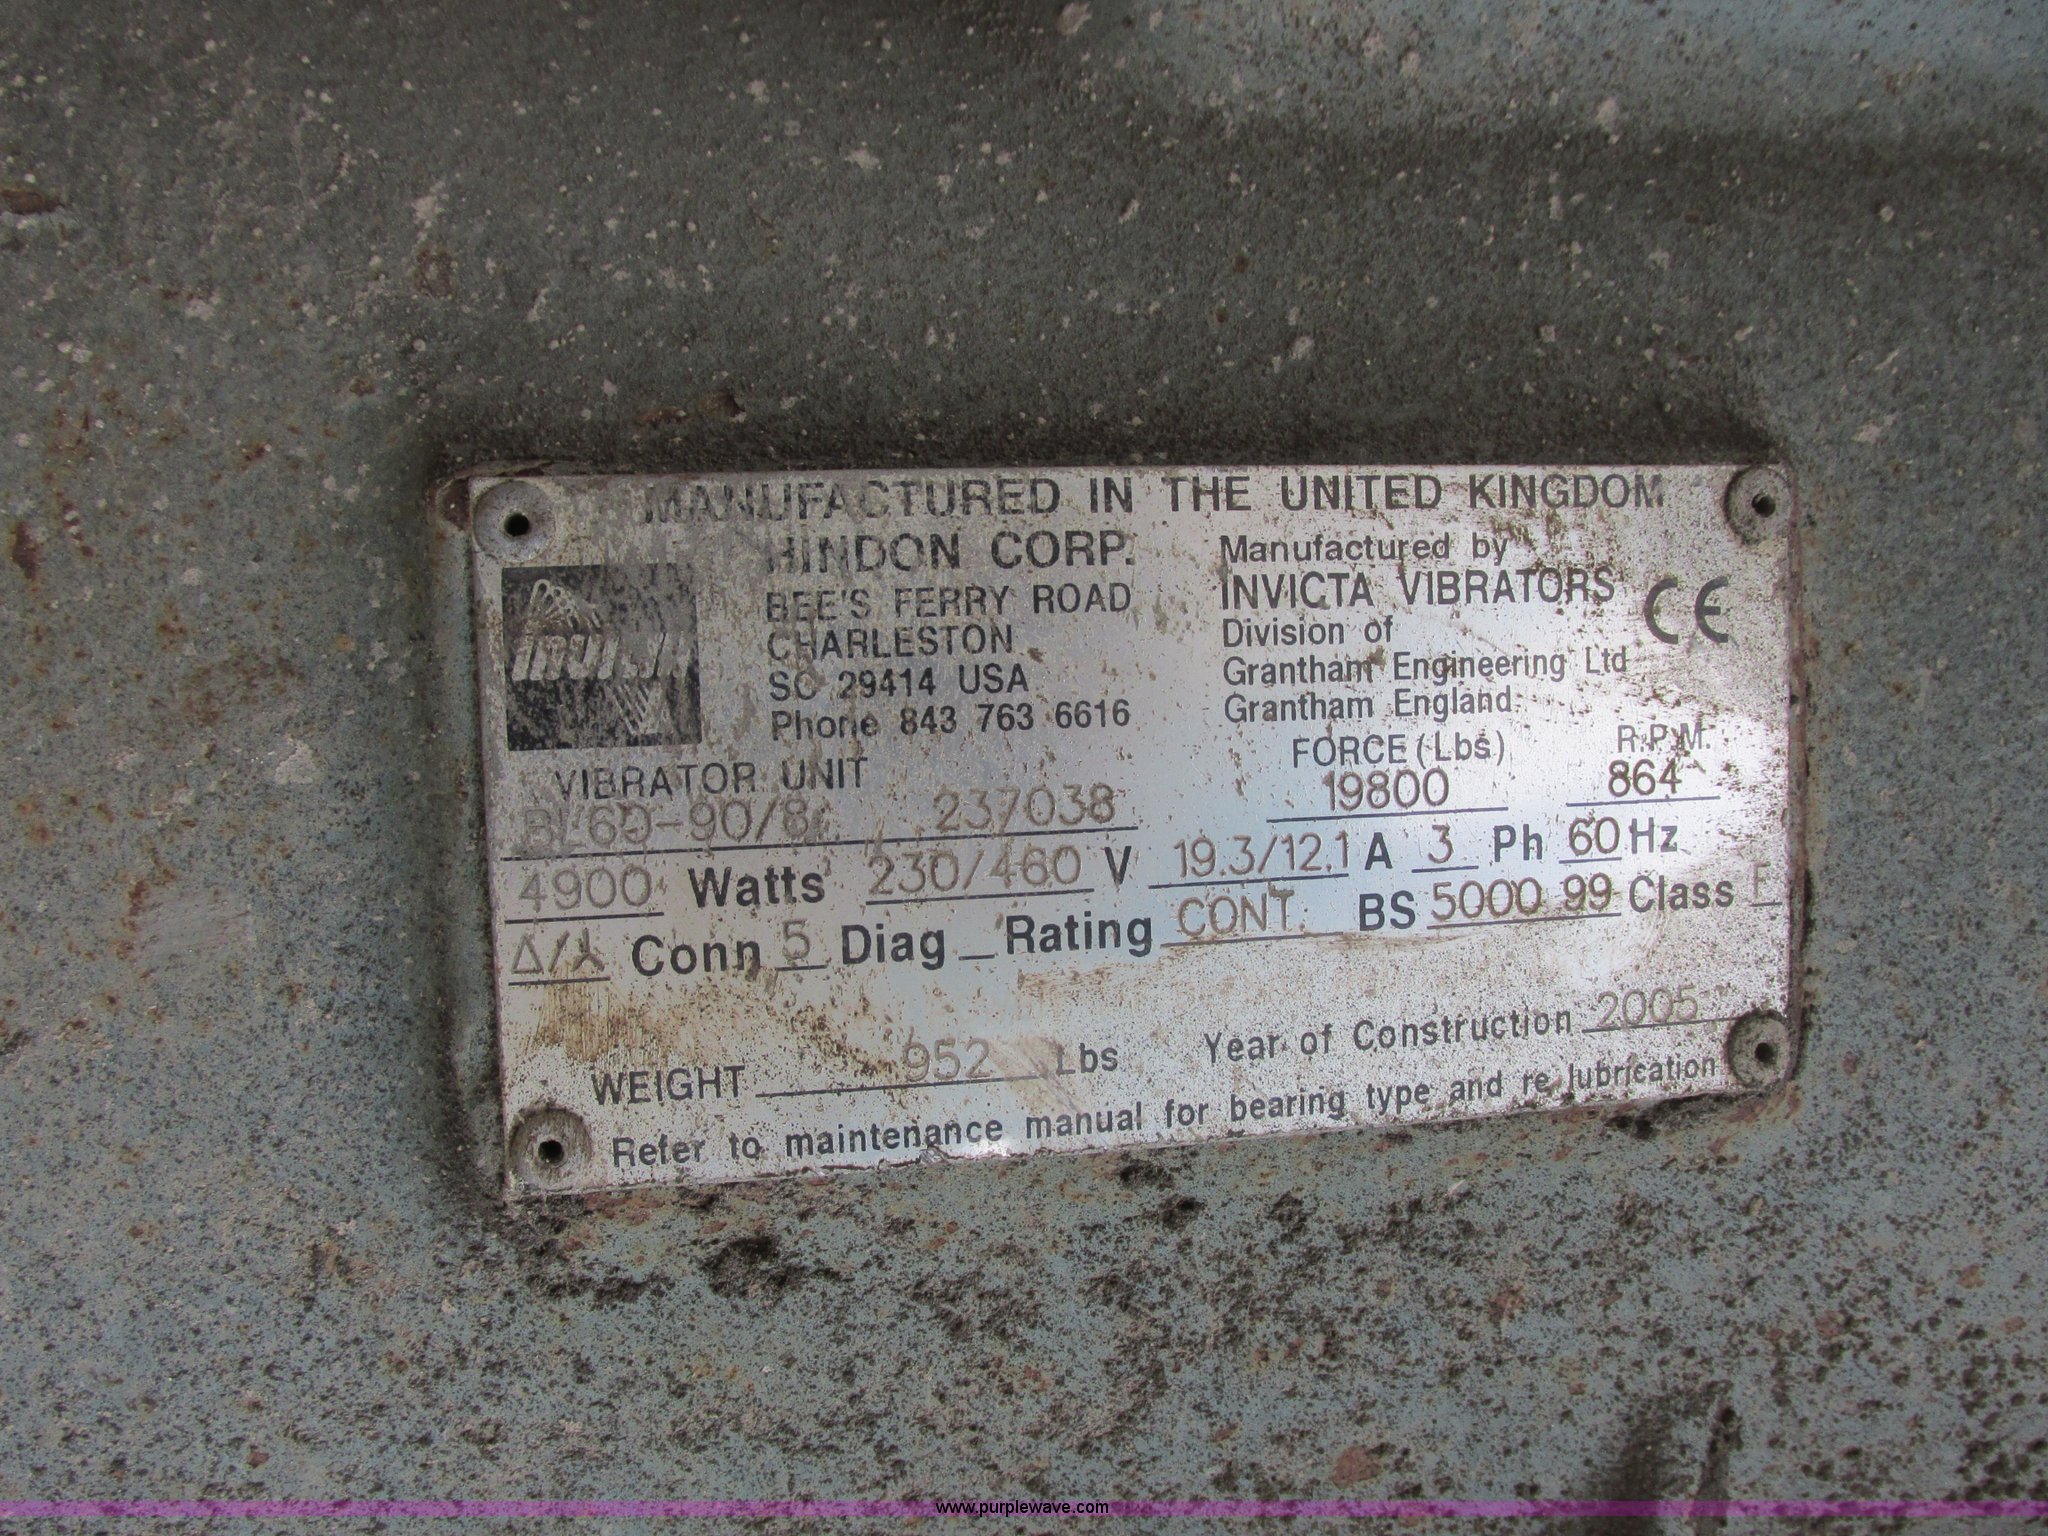 MANUFACTURED IN THE UNITED KINGDOM
HINDON CORP.
BEE'S FERRY ROAD
CHARLESTON
SC 29414 USA
Phone 843 763 6616
Manufactured by
INVICTA VIBRATORS
Division of
Grantham Engineering Ltd
Grantham England
CE
VIBRATOR UNIT
FORCE (Lbs) R.P.M.
BL60-90/8 237038 19800 864
4900 Watts 230/460 V 19.3/12.1 A 3 Ph 60 Hz
Δ/⅄ Conn 5 Diag Rating CONT. BS 5000 99 Class F
WEIGHT 952 Lbs Year of Construction 2005
Refer to maintenance manual for bearing type and re lubrication
www.purplewave.com